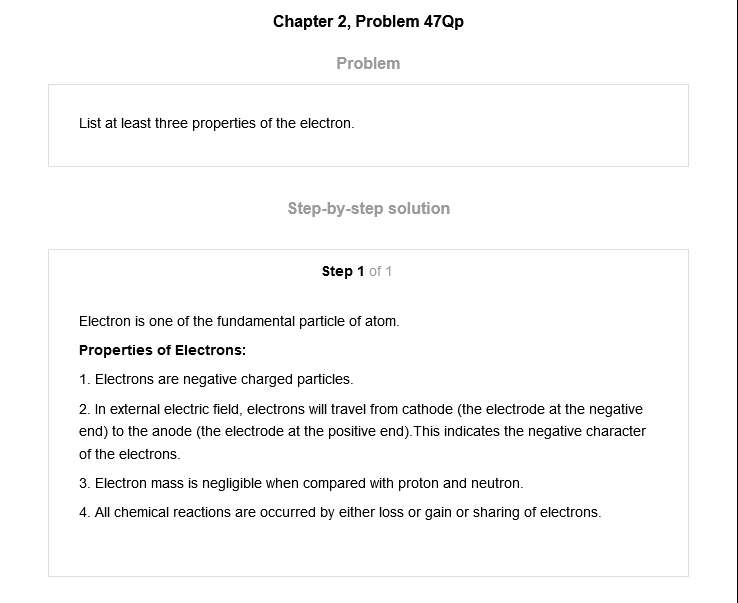 Chapter 2, Problem 47Qp
Problem
List at least three properties of the electron.
Step-by-step solution
Step 1 of 1
Electron is one of the fundamental particle of atom.
Properties of Electrons:
1. Electrons are negative charged particles.
2. In external electric field, electrons will travel from cathode (the electrode at the negative
end) to the anode (the electrode at the positive end).This indicates the negative character
of the electrons.
3. Electron mass is negligible when compared with proton and neutron.
4. All chemical reactions are occurred by either loss or gain or sharing of electrons.